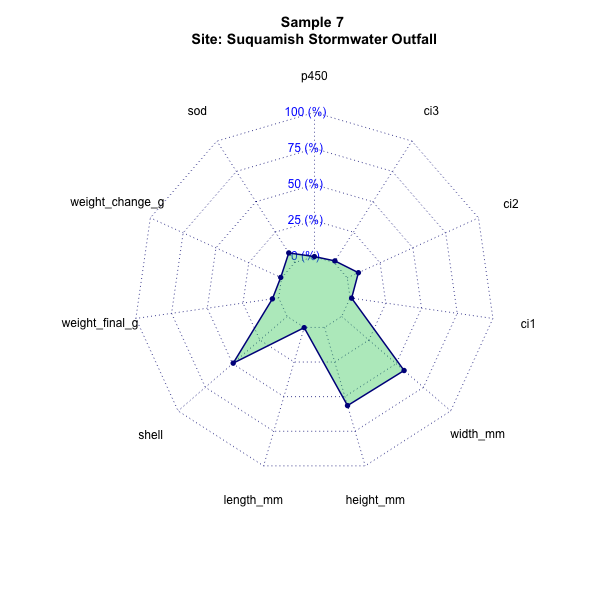 Sample 7
Site: Suquamish Stormwater Outfall
p450
sod
ci3
100 (%)
75 (%)
weight_change_g
ci2
50 (%)
25 (%)
0 (%)
weight_final_g
ci1
shell
width_mm
length_mm
height_mm